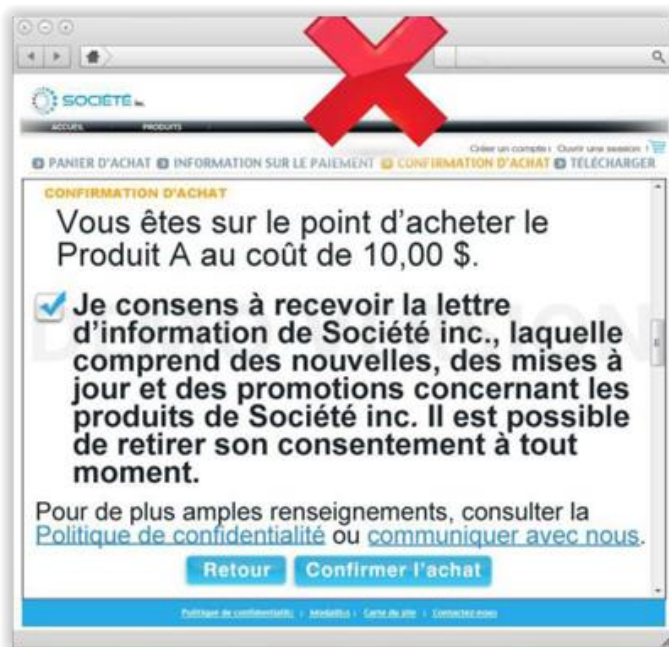 SOCIÉTÉ inc.
ACCUEIL PRODUITS
Créer un compte | Ouvrir une session |
PANIER D'ACHAT INFORMATION SUR LE PAIEMENT CONFIRMATION D'ACHAT TÉLÉCHARGER
CONFIRMATION D'ACHAT
Vous êtes sur le point d'acheter le
Produit A au coût de 10,00 $.
Je consens à recevoir la lettre
d'information de Société inc., laquelle
comprend des nouvelles, des mises à
jour et des promotions concernant les
produits de Société inc. Il est possible
de retirer son consentement à tout
moment.
Pour de plus amples renseignements, consulter la
Politique de confidentialité ou communiquer avec nous.
Retour Confirmer l'achat
Politique de confidentialité | Modalités | Carte du site | Contactez-nous